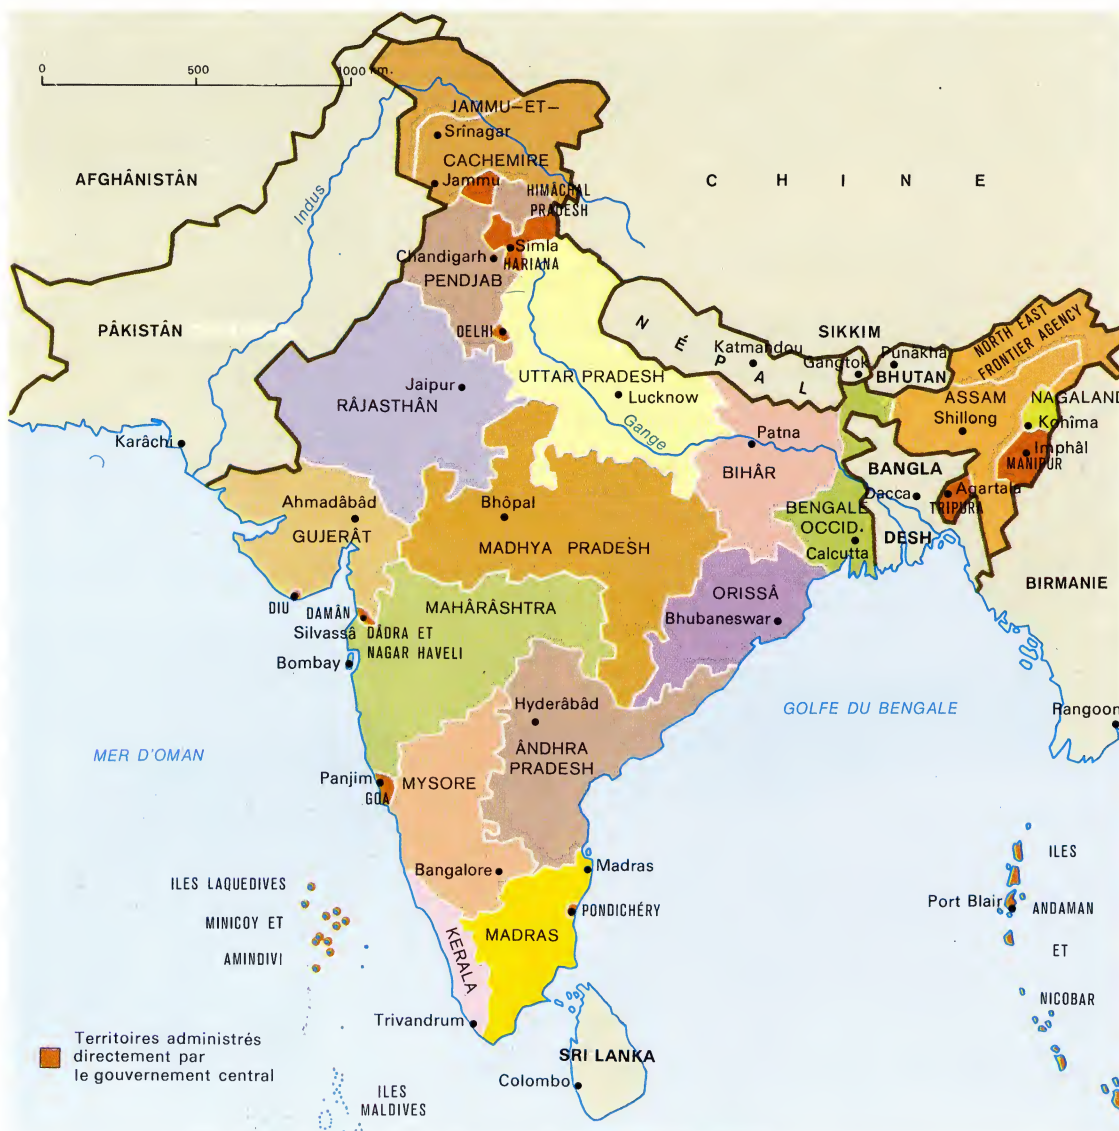 0
500
1000 km.
JAMMU-ET-
Srînagar
CACHEMIRE
Jammu
AFGHÂNISTÂN
Indus
HIMÂCHAL
PRADESH
CHINE
Simla
Chandigarh
HARIANA
PENDJAB
PÂKISTÂN
DELHI
NÉPAL
Katmandou
SIKKIM
Gangtok
Punakha
BHUTAN
NORTH EAST
FRONTIER AGENCY
UTTAR PRADESH
Lucknow
Jaipur
RÂJASTHÂN
Gange
ASSAM
Shillong
NAGALAND
Kohîma
Karâchi
Patna
BIHÂR
Imphâl
MANIPUR
BANGLA
DESH
Dacca
Agartala
TRIPURA
Ahmadâbâd
GUJERÂT
Bhôpal
MADHYA PRADESH
BENGALE
OCCID.
Calcutta
BIRMANIE
DIU
DAMÂN
Silvassâ
DÂDRA ET
NAGAR HAVELI
MAHÂRÂSHTRA
ORISSÂ
Bhubaneswar
Bombay
Hyderâbâd
GOLFE DU BENGALE
Rangoon
MER D'OMAN
ÂNDHRA
PRADESH
Panjim
GOA
MYSORE
Bangalore
Madras
ILES LAQUEDIVES
MINICOY ET
AMINDIVI
PONDICHÉRY
MADRAS
KERALA
ILES
Port Blair
ANDAMAN
ET
NICOBAR
Trivandrum
Territoires administrés
directement par
le gouvernement central
SRI LANKA
Colombo
ILES
MALDIVES